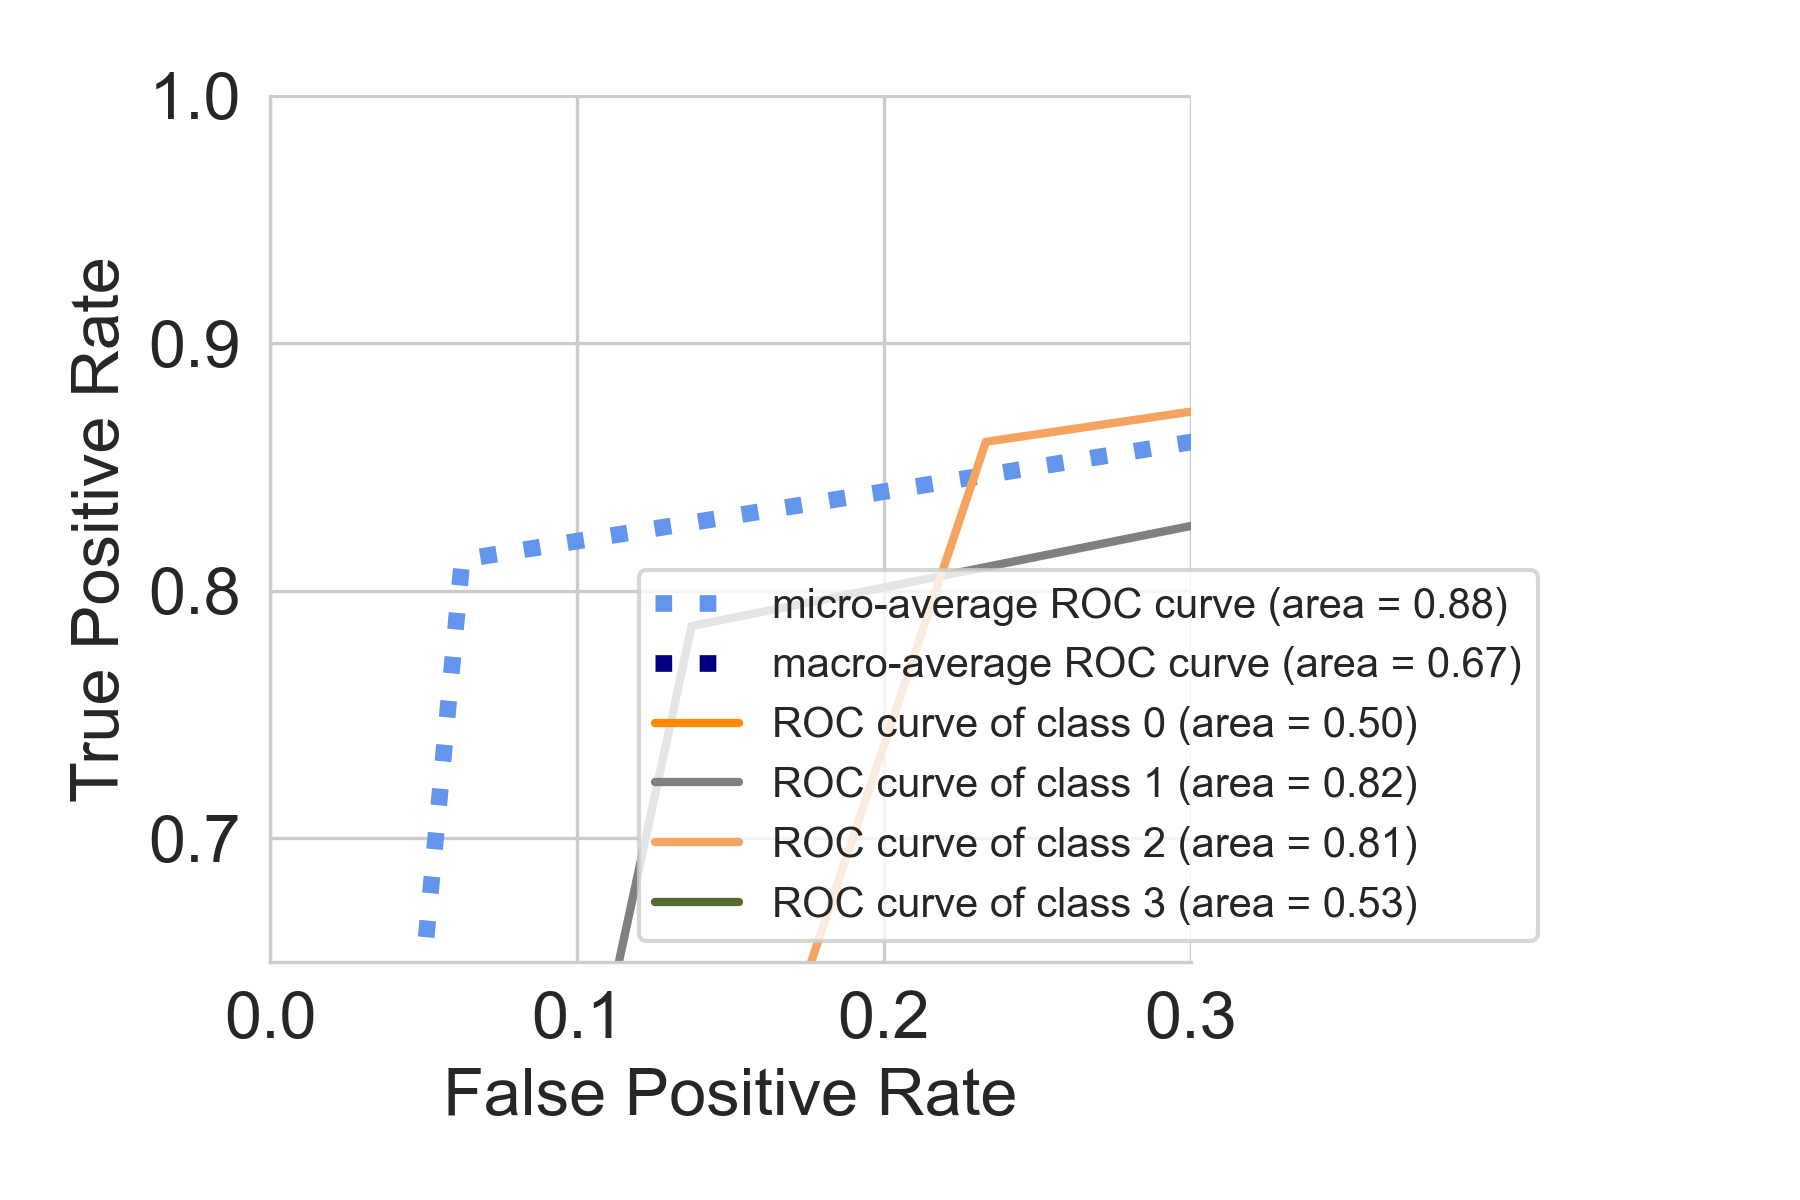 1.0
0.9
0.8
0.7
True Positive Rate
micro-average ROC curve (area = 0.88)
macro-average ROC curve (area = 0.67)
ROC curve of class 0 (area = 0.50)
ROC curve of class 1 (area = 0.82)
ROC curve of class 2 (area = 0.81)
ROC curve of class 3 (area = 0.53)
0.0 0.1 0.2 0.3
False Positive Rate